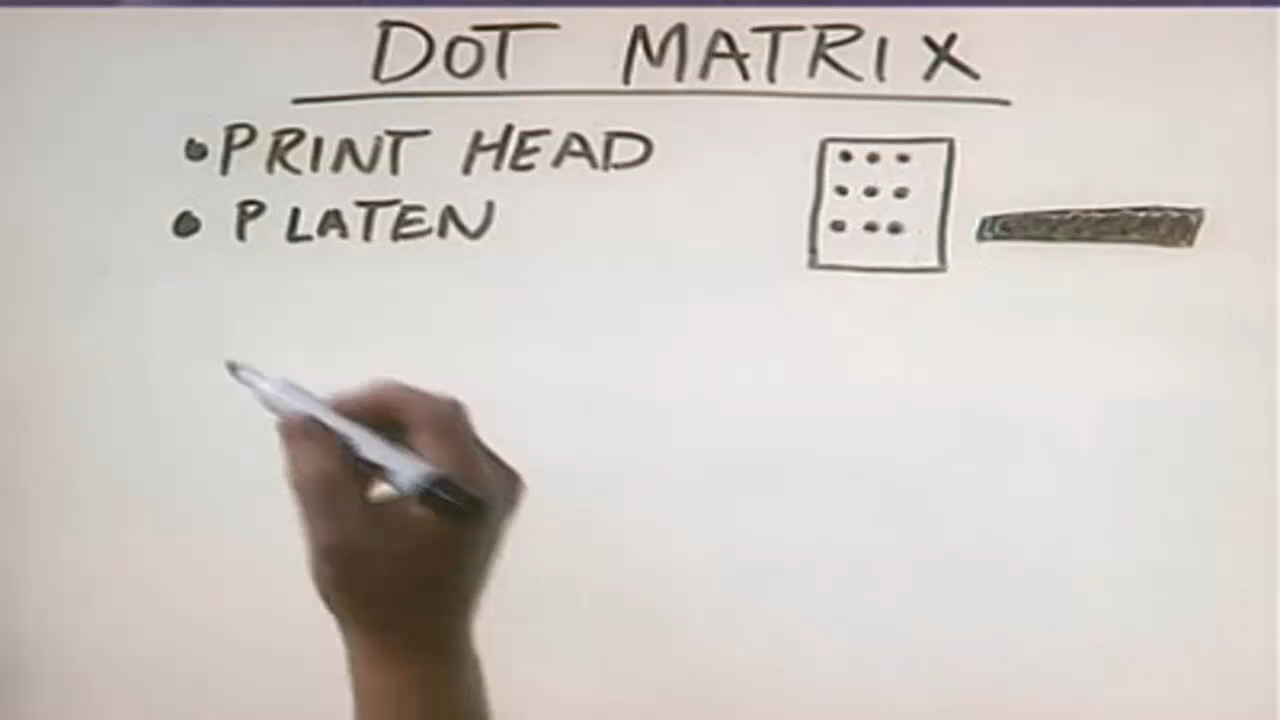 DOT MATRIX
• PRINT HEAD
• PLATEN